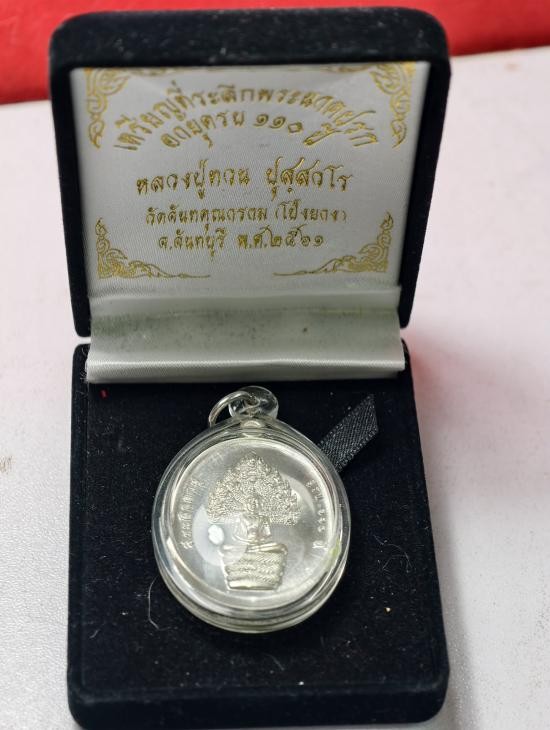 เหรียญที่ระลึกพระนาคปรก
อายุครบ ๑๑๐ ปี
หลวงปู่ทวน ปุสฺสวโร
วัดจันทคุณาราม (โป่งยาง)
จ.จันทบุรี พ.ศ.๒๕๖๑